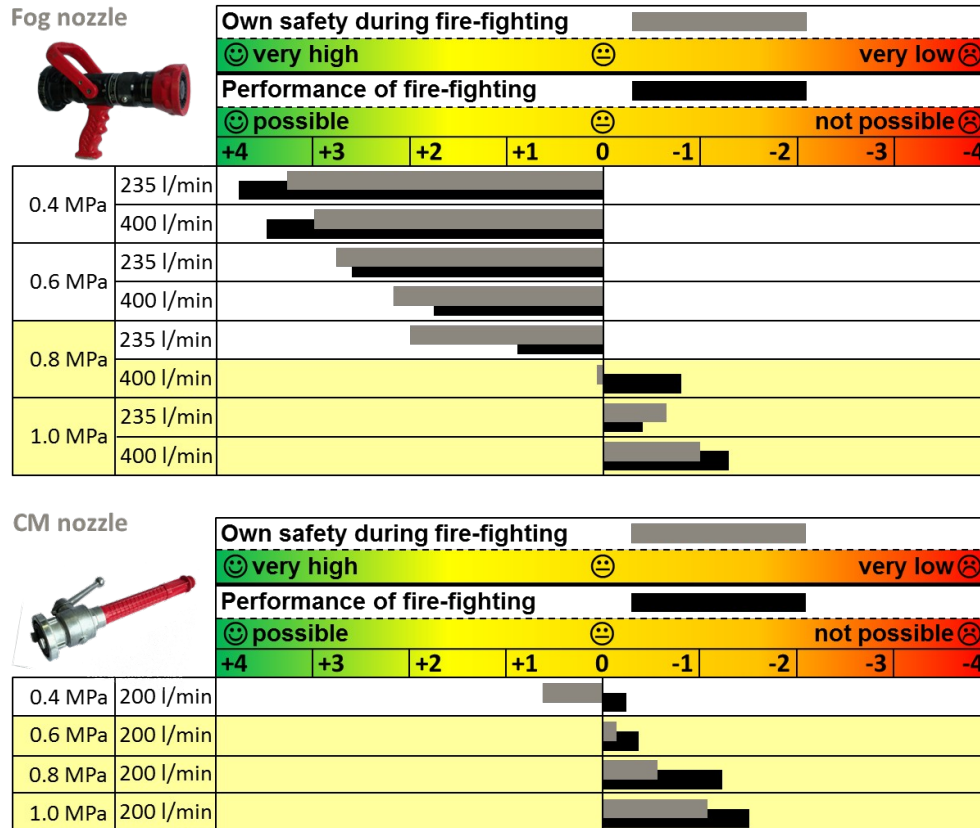 Fog nozzle
Own safety during fire-fighting
very high very low
Performance of fire-fighting
possible not possible
+4 +3 +2 +1 0 -1 -2 -3 -4
0.4 MPa 235 l/min
400 l/min
0.6 MPa 235 l/min
400 l/min
0.8 MPa 235 l/min
400 l/min
1.0 MPa 235 l/min
400 l/min
CM nozzle
Own safety during fire-fighting
very high very low
Performance of fire-fighting
possible not possible
+4 +3 +2 +1 0 -1 -2 -3 -4
0.4 MPa 200 l/min
0.6 MPa 200 l/min
0.8 MPa 200 l/min
1.0 MPa 200 l/min